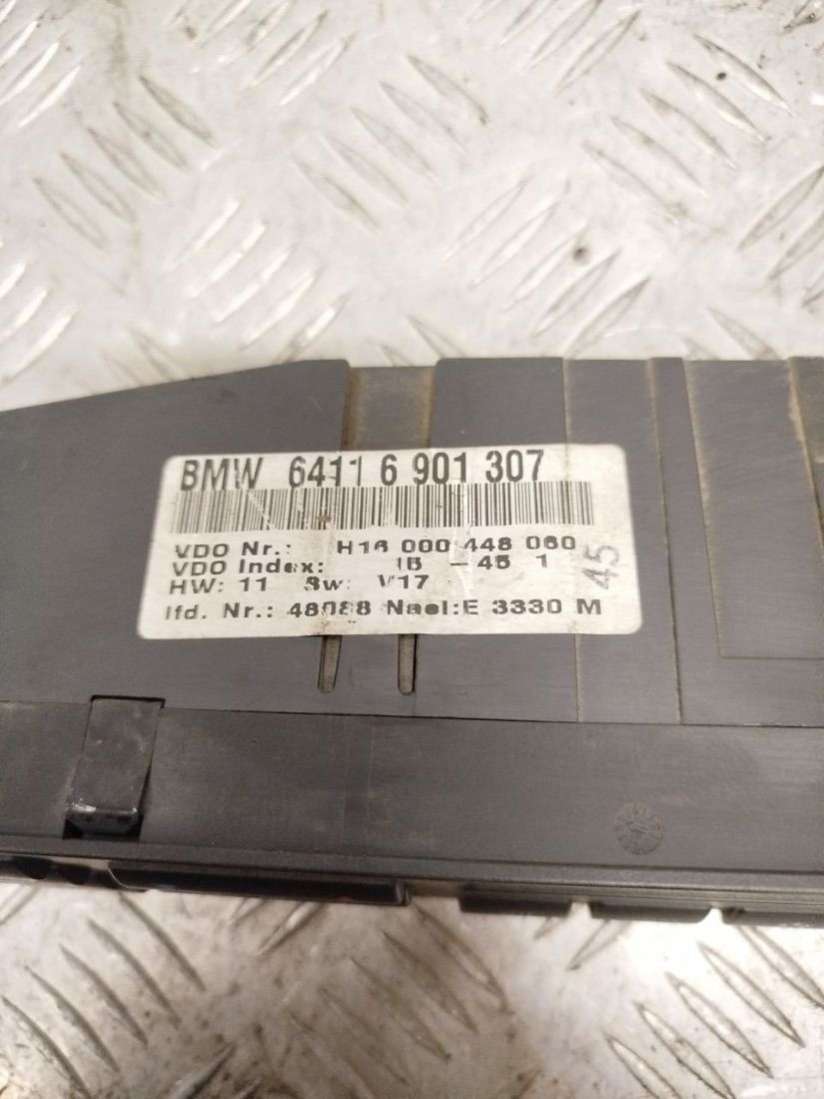 BMW 6411 6 901 307
VDO Nr.: H16 000 448 060
VDO Index: IB - 45 1
HW: 11 Sw: V17
lfd. Nr.: 48088 Nael:E 3330 M
45